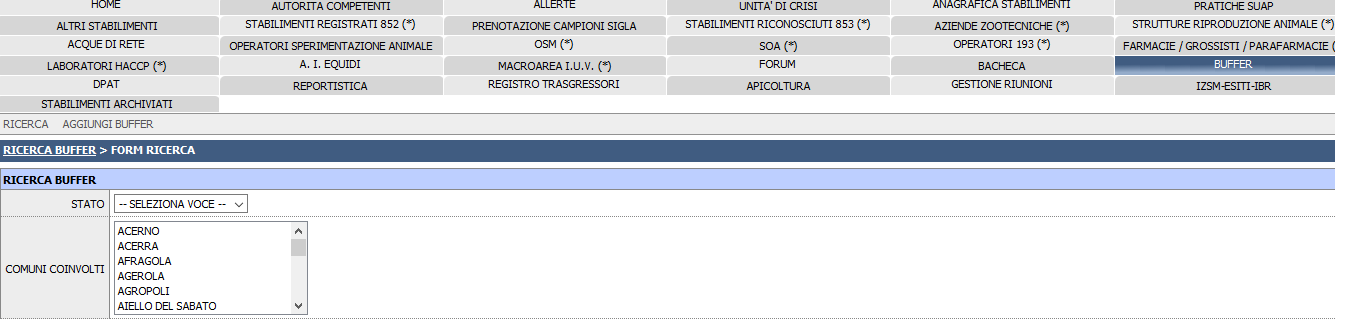 HOME AUTORITA COMPETENTI ALLERTE UNITA' DI CRISI ANAGRAFICA STABILIMENTI PRATICHE SUAP
ALTRI STABILIMENTI STABILIMENTI REGISTRATI 852 (*) PRENOTAZIONE CAMPIONI SIGLA STABILIMENTI RICONOSCIUTI 853 (*) AZIENDE ZOOTECNICHE (*) STRUTTURE RIPRODUZIONE ANIMALE (*)
ACQUE DI RETE OPERATORI SPERIMENTAZIONE ANIMALE OSM (*) SOA (*) OPERATORI 193 (*) FARMACIE / GROSSISTI / PARAFARMACIE (
LABORATORI HACCP (*) A. I. EQUIDI MACROAREA I.U.V. (*) FORUM BACHECA BUFFER
DPAT REPORTISTICA REGISTRO TRASGRESSORI APICOLTURA GESTIONE RIUNIONI IZSM-ESITI-IBR
STABILIMENTI ARCHIVIATI
RICERCA AGGIUNGI BUFFER
RICERCA BUFFER > FORM RICERCA
RICERCA BUFFER
STATO -- SELEZIONA VOCE --
COMUNI COINVOLTI
ACERNO
ACERRA
AFRAGOLA
AGEROLA
AGROPOLI
AIELLO DEL SABATO